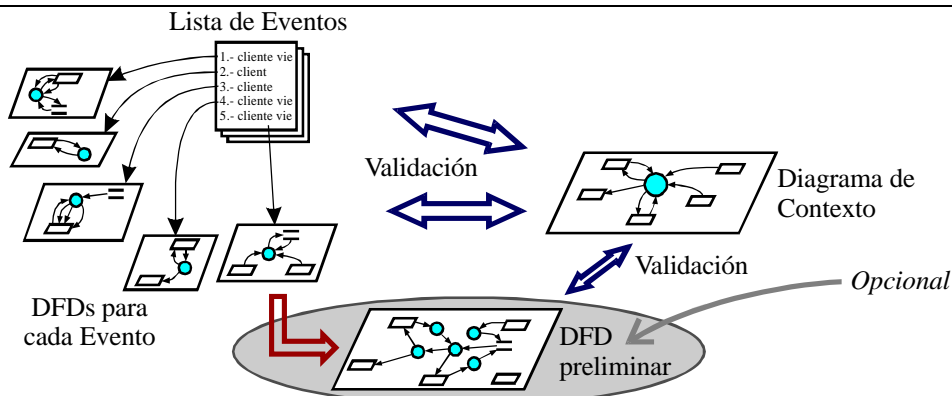 Lista de Eventos
1.- cliente vie
2.- client
3.- cliente
4.- cliente vie
5.- cliente vie
Validación
Diagrama de
Contexto
Validación
Opcional
DFDs para
cada Evento
DFD
preliminar